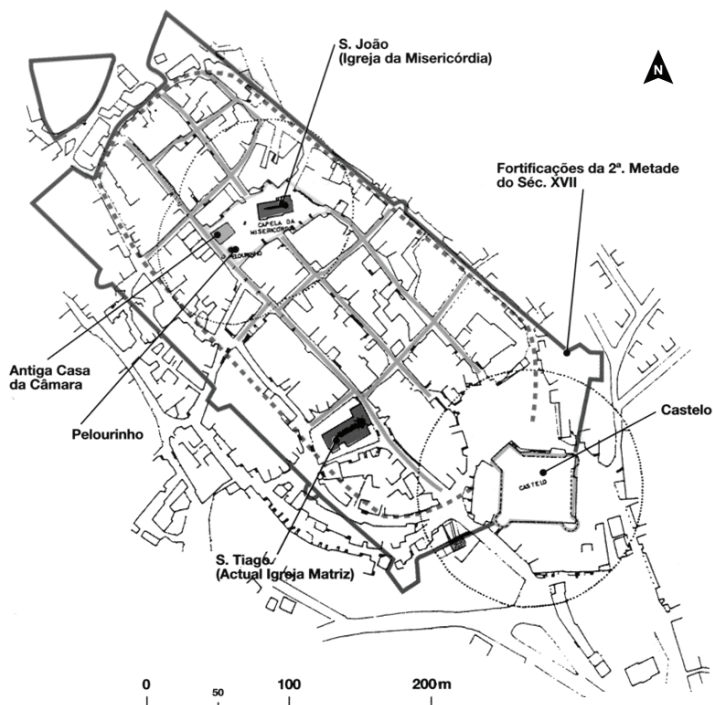 S. João
(Igreja da Misericórdia)
N
Fortificações da 2ª. Metade
do Séc. XVII
CAPELA DA
MISERICÓRDIA
PELOURINHO
Antiga Casa
da Câmara
Pelourinho
Castelo
CASTELO
S. Tiago
(Actual Igreja Matriz)
0
50
100
200m